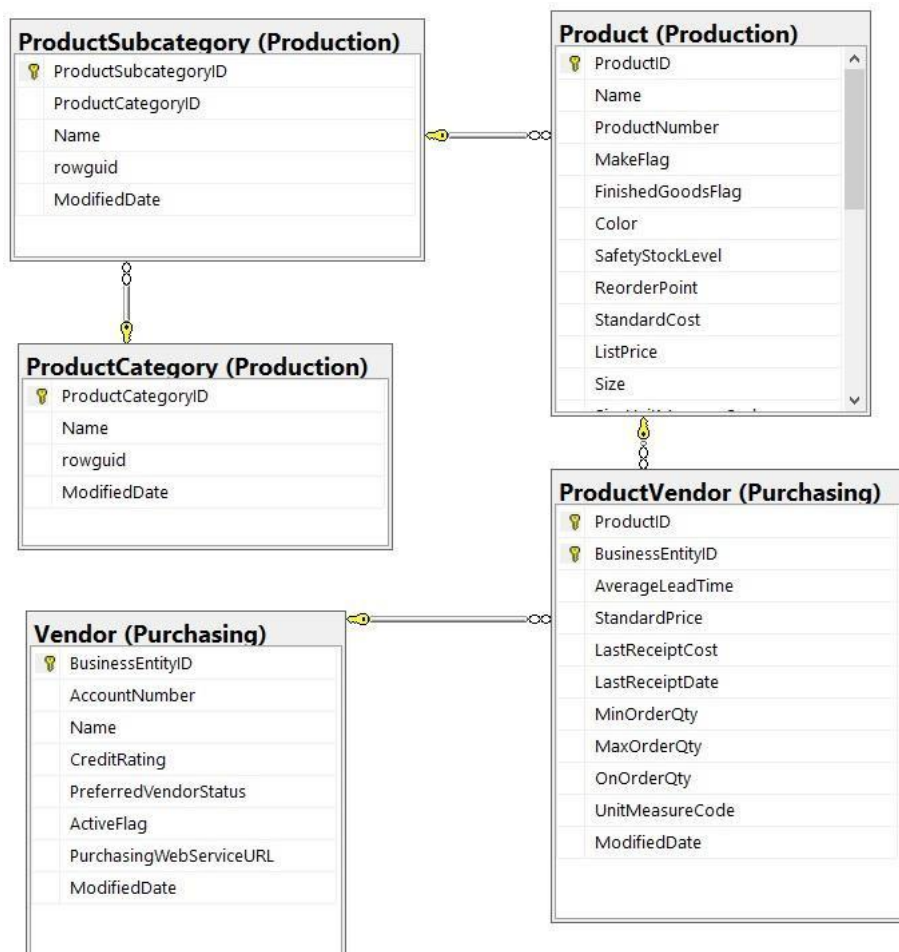 ProductSubcategory (Production)
ProductSubcategoryID
ProductCategoryID
Name
rowguid
ModifiedDate
Product (Production)
ProductID
Name
ProductNumber
MakeFlag
FinishedGoodsFlag
Color
SafetyStockLevel
ReorderPoint
StandardCost
ListPrice
Size
ProductCategory (Production)
ProductCategoryID
Name
rowguid
ModifiedDate
ProductVendor (Purchasing)
ProductID
BusinessEntityID
AverageLeadTime
StandardPrice
LastReceiptCost
LastReceiptDate
MinOrderQty
MaxOrderQty
OnOrderQty
UnitMeasureCode
ModifiedDate
Vendor (Purchasing)
BusinessEntityID
AccountNumber
Name
CreditRating
PreferredVendorStatus
ActiveFlag
PurchasingWebServiceURL
ModifiedDate